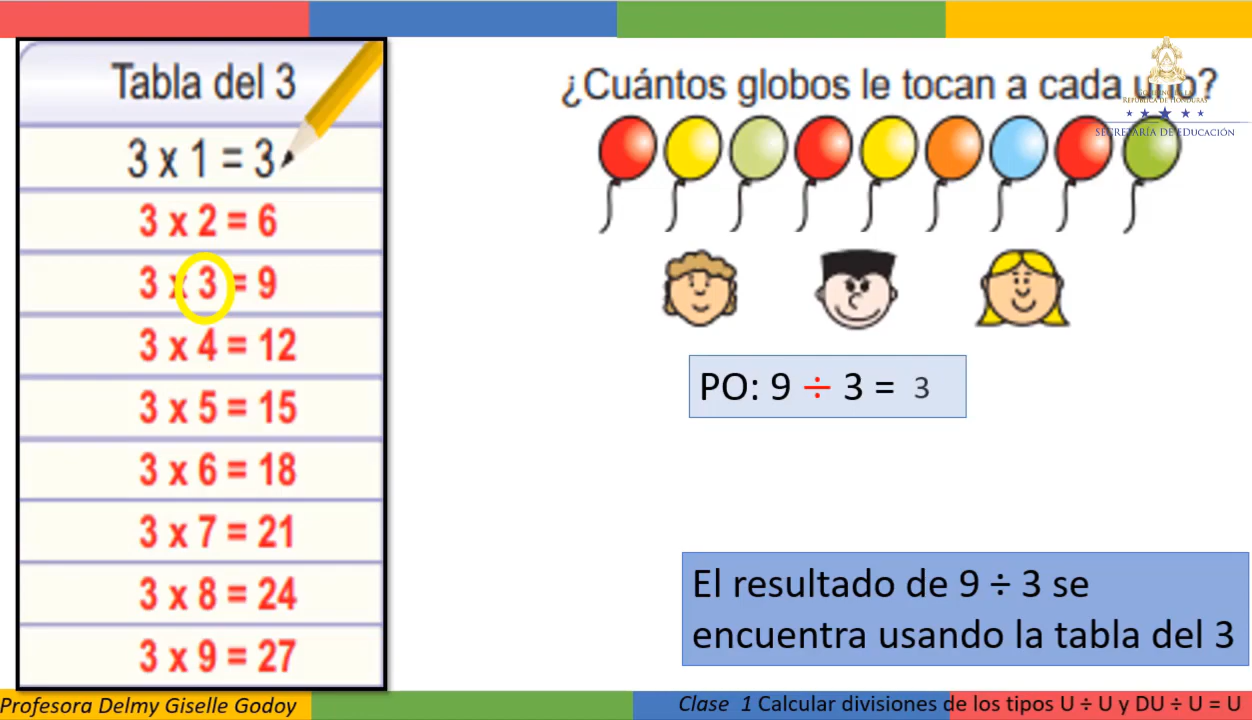 Tabla del 3
3 x 1 = 3
3 x 2 = 6
3 x 3 = 9
3 x 4 = 12
3 x 5 = 15
3 x 6 = 18
3 x 7 = 21
3 x 8 = 24
3 x 9 = 27
¿Cuántos globos le tocan a cada uno?
REPÚBLICA DE HONDURAS
SECRETARÍA DE EDUCACIÓN
PO: 9 ÷ 3 = 3
El resultado de 9 ÷ 3 se
encuentra usando la tabla del 3
Profesora Delmy Giselle Godoy
Clase 1 Calcular divisiones de los tipos U ÷ U y DU ÷ U = U